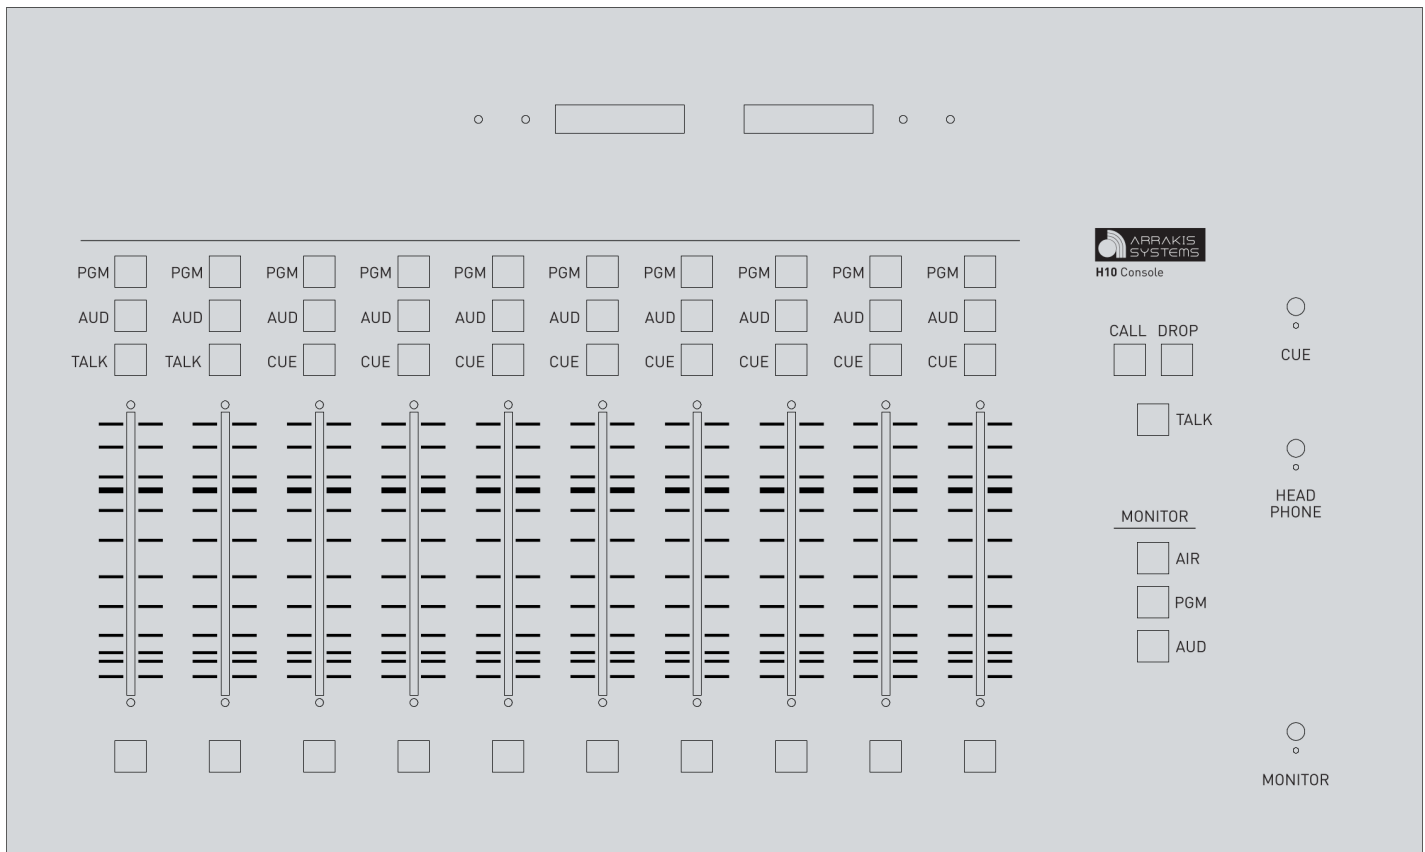 ARRAKIS
SYSTEMS
H10 Console
PGM PGM PGM PGM PGM PGM PGM PGM PGM PGM
AUD AUD AUD AUD AUD AUD AUD AUD AUD AUD
TALK TALK CUE CUE CUE CUE CUE CUE CUE CUE
CALL DROP
TALK
MONITOR
AIR
PGM
AUD
CUE
HEAD
PHONE
MONITOR